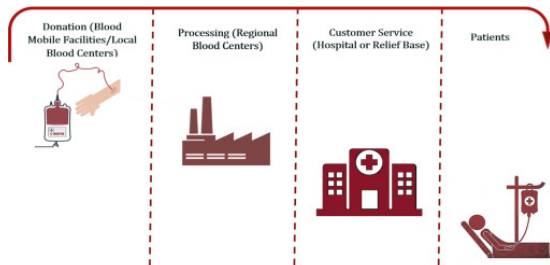 Donation (Blood
Mobile Facilities/Local
Blood Centers)
Processing (Regional
Blood Centers)
Customer Service
(Hospital or Relief Base)
Patients